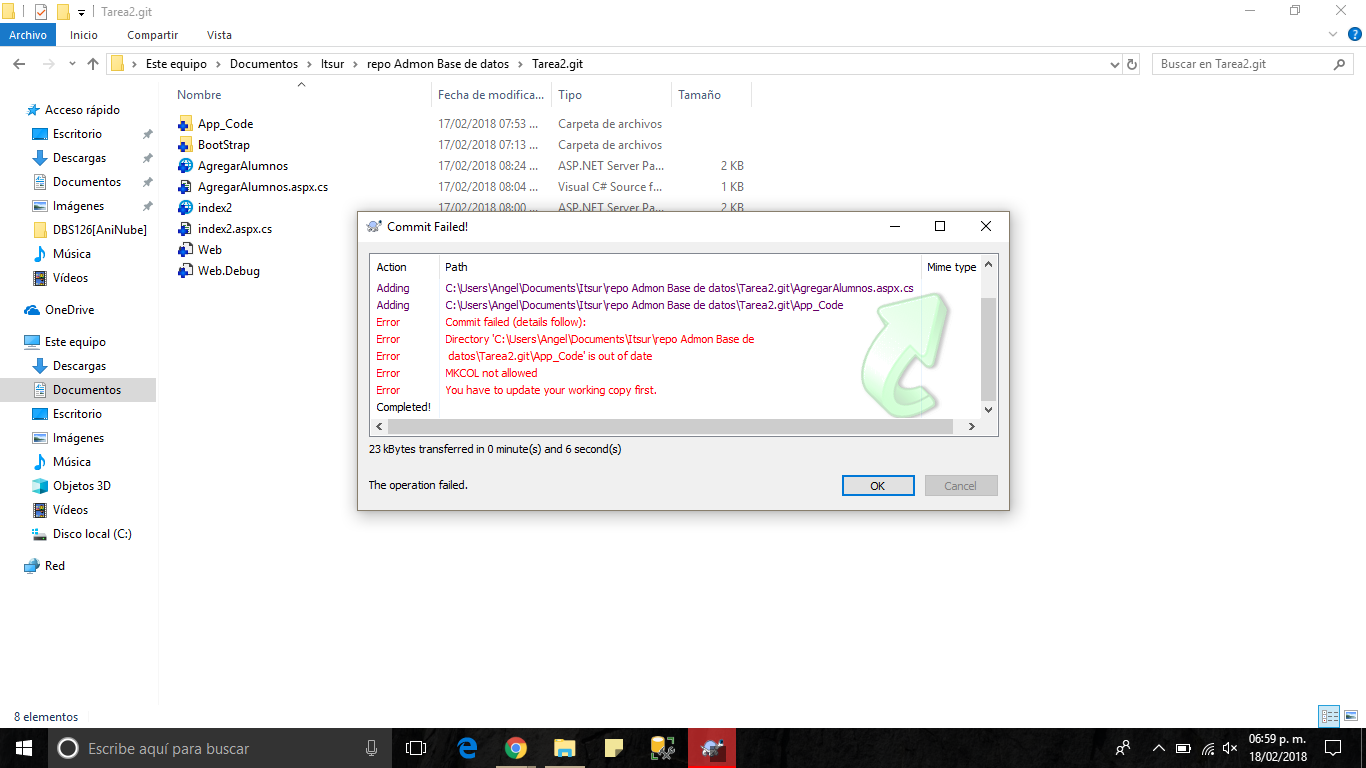 Tarea2.git
Archivo Inicio Compartir Vista
Este equipo Documentos Itsur repo Admon Base de datos Tarea2.git
Buscar en Tarea2.git
Acceso rápido
Escritorio
Descargas
Documentos
Imágenes
DBS126[AniNube]
Música
Vídeos
OneDrive
Este equipo
Descargas
Documentos
Escritorio
Imágenes
Música
Objetos 3D
Vídeos
Disco local (C:)
Red
Nombre Fecha de modifica... Tipo Tamaño
App_Code 17/02/2018 07:53 ... Carpeta de archivos
BootStrap 17/02/2018 07:13 ... Carpeta de archivos
AgregarAlumnos 17/02/2018 08:24 ... ASP.NET Server Pa... 2 KB
AgregarAlumnos.aspx.cs 17/02/2018 08:04 ... Visual C# Source f... 1 KB
index2 17/02/2018 08:00 ... ASP.NET Server Pa... 2 KB
index2.aspx.cs
Web
Web.Debug
Commit Failed!
Action Path Mime type
Adding C:\Users\Angel\Documents\Itsur\repo Admon Base de datos\Tarea2.git\AgregarAlumnos.aspx.cs
Adding C:\Users\Angel\Documents\Itsur\repo Admon Base de datos\Tarea2.git\App_Code
Error Commit failed (details follow):
Error Directory 'C:\Users\Angel\Documents\Itsur\repo Admon Base de
Error datos\Tarea2.git\App_Code' is out of date
Error MKCOL not allowed
Error You have to update your working copy first.
Completed!
23 kBytes transferred in 0 minute(s) and 6 second(s)
The operation failed.
OK Cancel
8 elementos
Escribe aquí para buscar
06:59 p. m.
18/02/2018